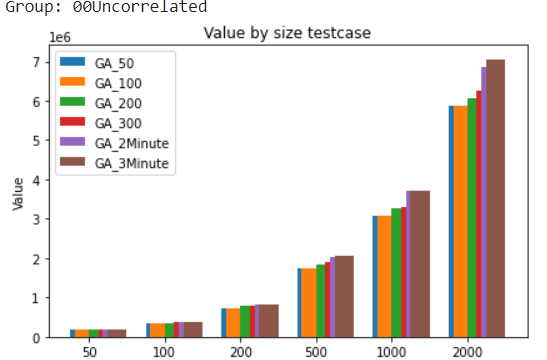 Group: 00Uncorrelated
Value by size testcase
1e6
GA_50
GA_100
GA_200
GA_300
GA_2Minute
GA_3Minute
Value
7
6
5
4
3
2
1
0
50 100 200 500 1000 2000